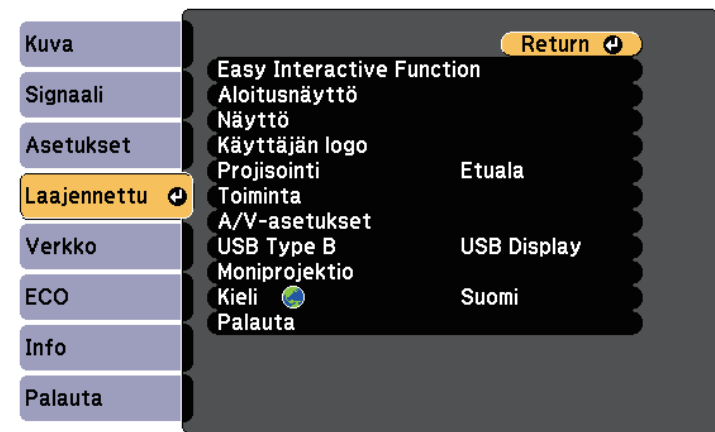 Kuva
Signaali
Asetukset
Laajennettu
Verkko
ECO
Info
Palauta
Return
Easy Interactive Function
Aloitusnäyttö
Näyttö
Käyttäjän logo
Projisointi Etuala
Toiminta
A/V-asetukset
USB Type B USB Display
Moniprojektio
Kieli Suomi
Palauta